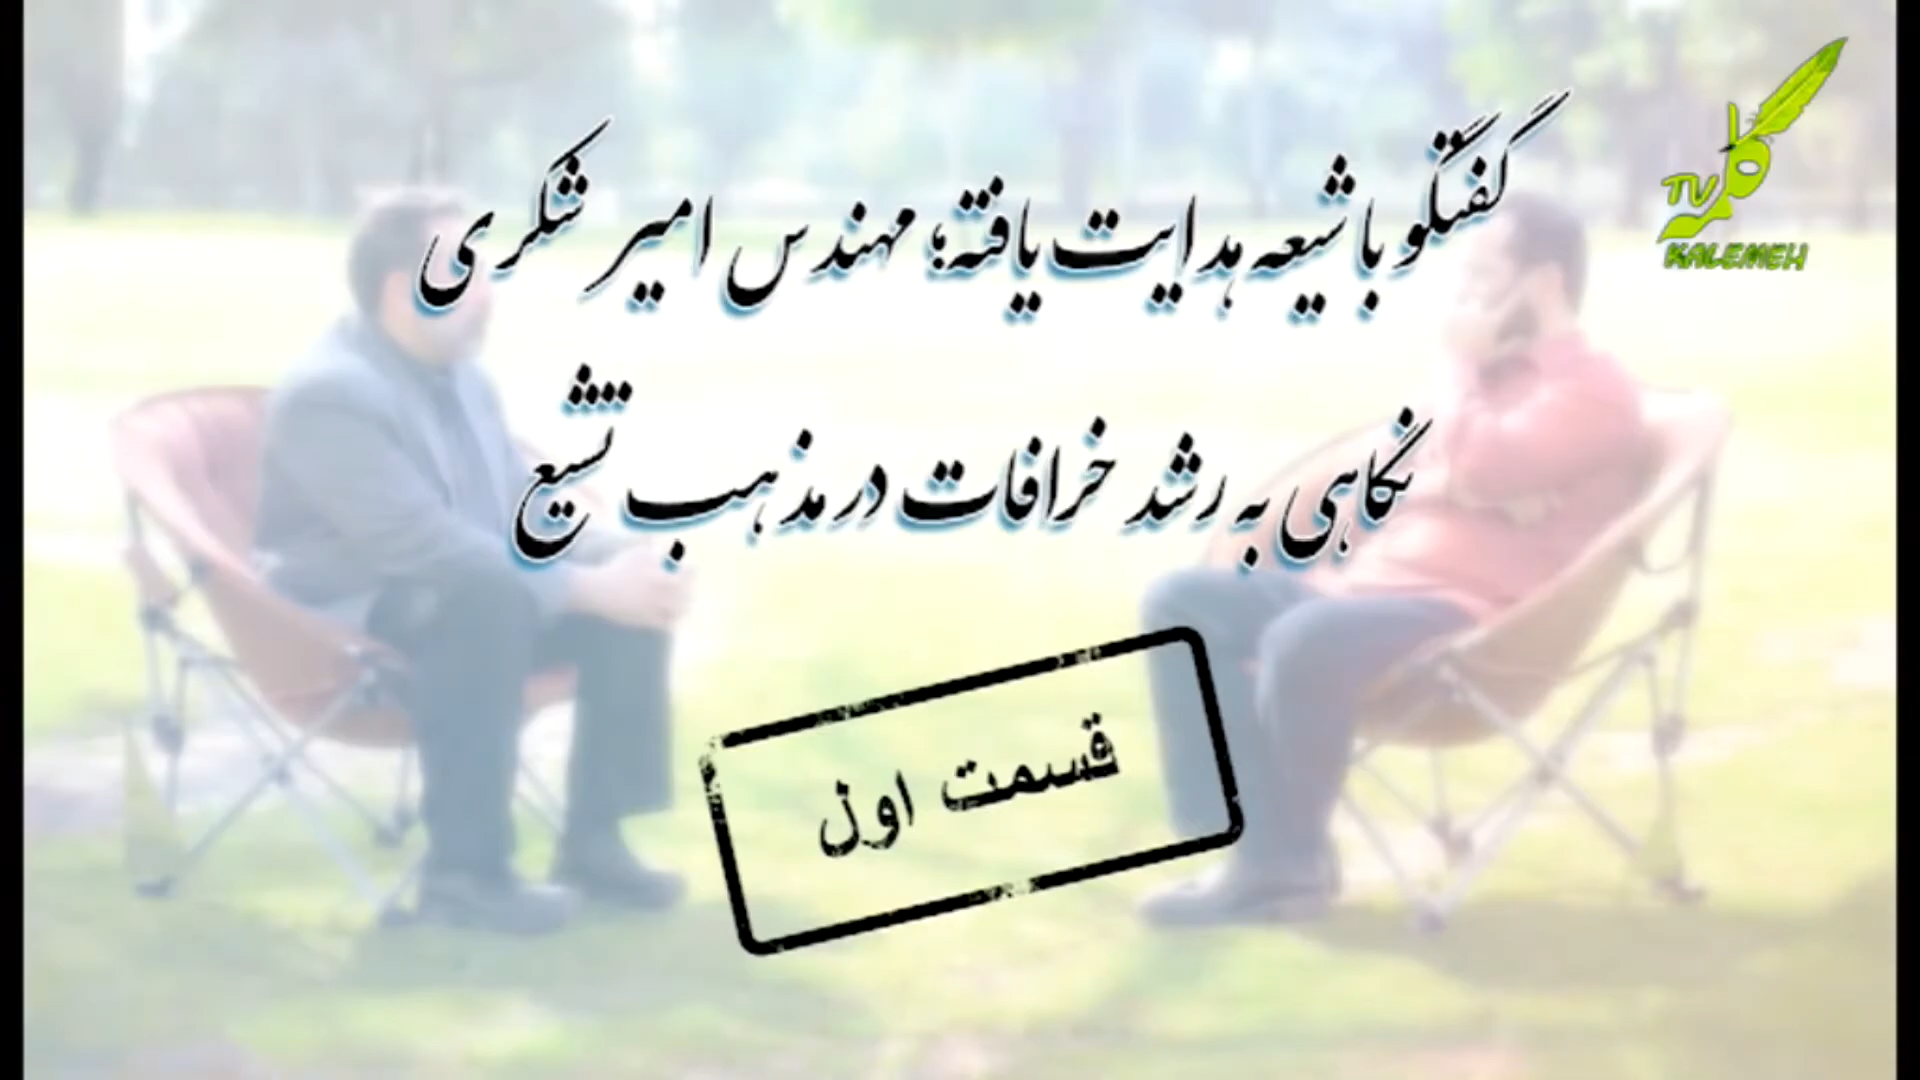 گفتگو با شیعه هدایت یافته؛ مهندس امیر شکری
نگاهی به رشد خرافات در مذهب تشیع
قسمت اول
کلمه
TV
KALEMEH